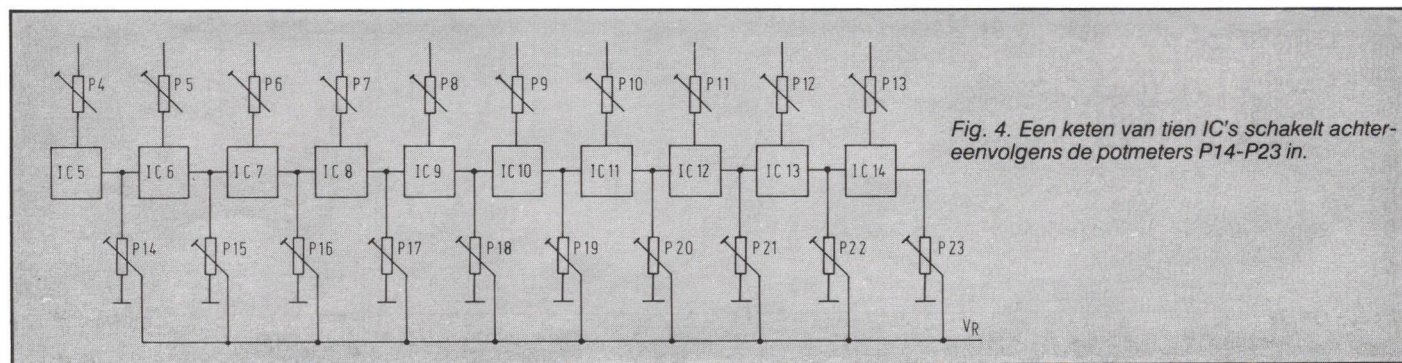 P4 P5 P6 P7 P8 P9 P10 P11 P12 P13
Fig. 4. Een keten van tien IC's schakelt achter-
eenvolgens de potmeters P14-P23 in.
IC5 IC6 IC7 IC8 IC9 IC10 IC11 IC12 IC13 IC14
P14 P15 P16 P17 P18 P19 P20 P21 P22 P23
VR